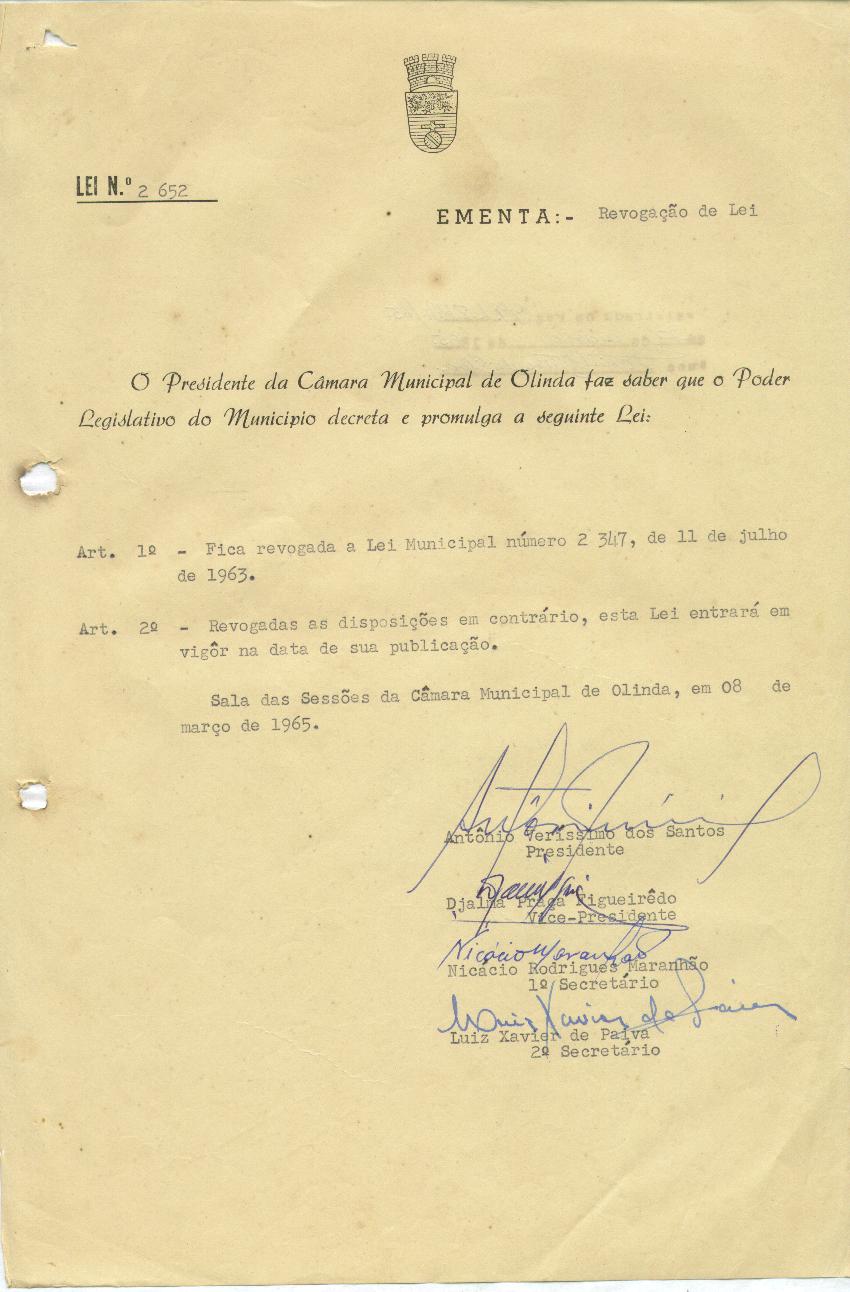 LEI N.º 2 652
EMENTA:- Revogação de Lei
O Presidente da Câmara Municipal de Olinda faz saber que o Poder
Legislativo do Municipio decreta e promulga a seguinte Lei:
Art. 1º - Fica revogada a Lei Municipal número 2 347, de 11 de julho
de 1963.
Art. 2º - Revogadas as disposições em contrário, esta Lei entrará em
vigôr na data de sua publicação.
Sala das Sessões da Câmara Municipal de Olinda, em 08 de
março de 1965.
Antônio Veríssimo dos Santos
Presidente
Djalma Praga Figueirêdo
Vice-Presidente
Nicácio Maranhão
Nicácio Rodrigues Maranhão
1º Secretário
Luiz Xavier de Paiva
Luiz Xavier de Paiva
2º Secretário